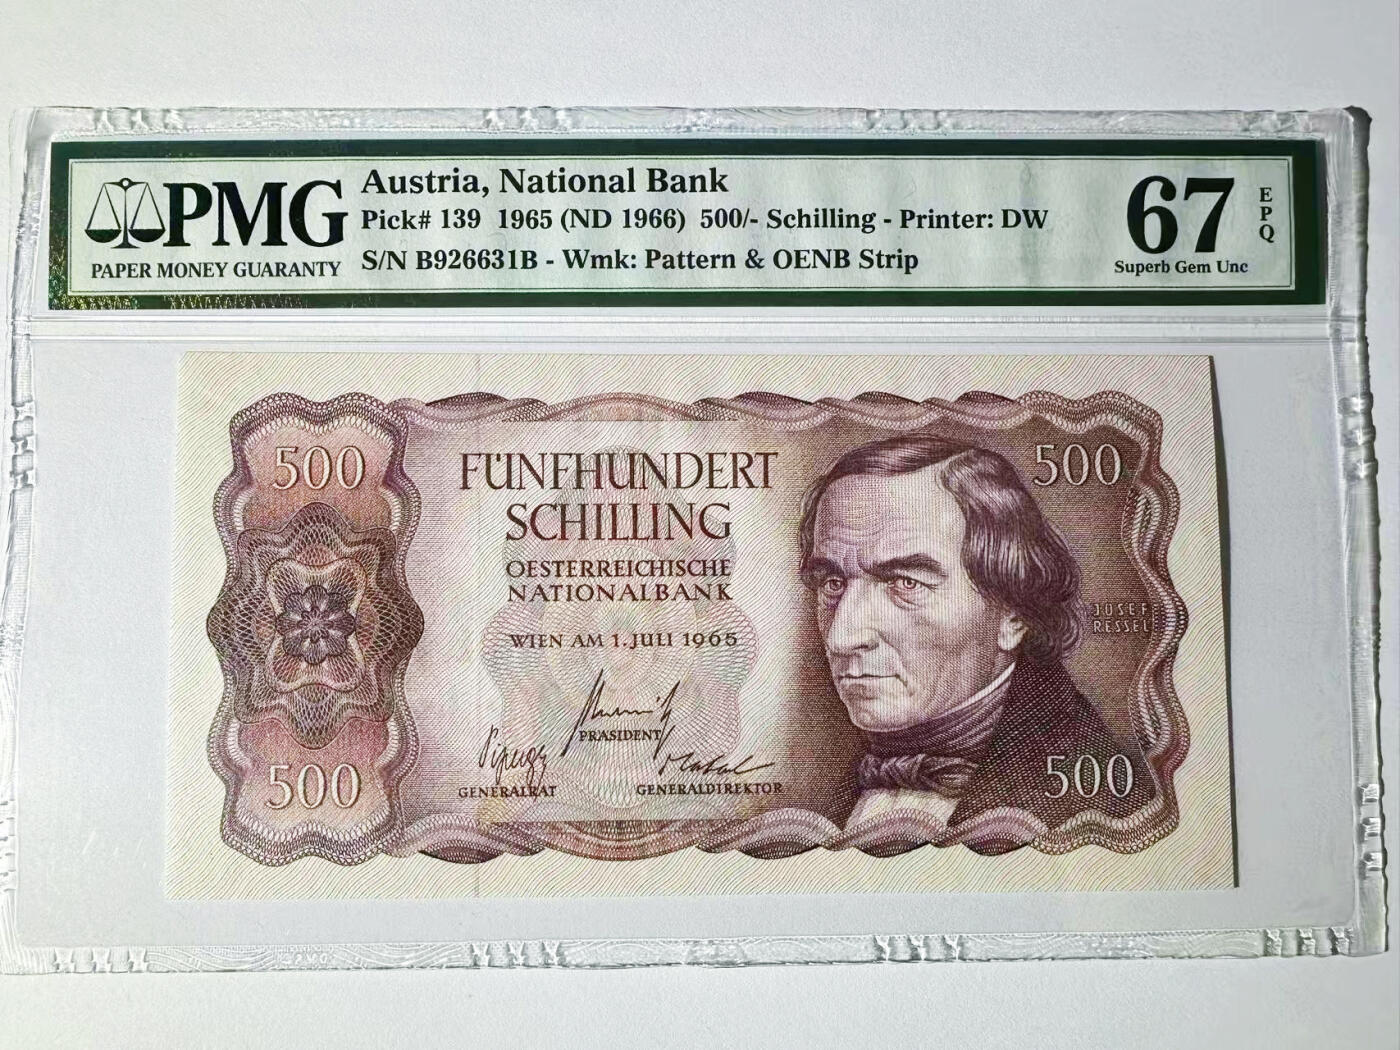 PMG
PAPER MONEY GUARANTY
Austria, National Bank
Pick# 139 1965 (ND 1966) 500/- Schilling - Printer: DW
S/N B926631B - Wmk: Pattern & OENB Strip
67
EPQ
Superb Gem Unc
500
500
FÜNFHUNDERT
SCHILLING
OESTERREICHISCHE
NATIONALBANK
WIEN AM 1. JULI 1965
JOSEF
RESSEL
PRÄSIDENT
GENERALRAT
GENERALDIREKTOR
500
500